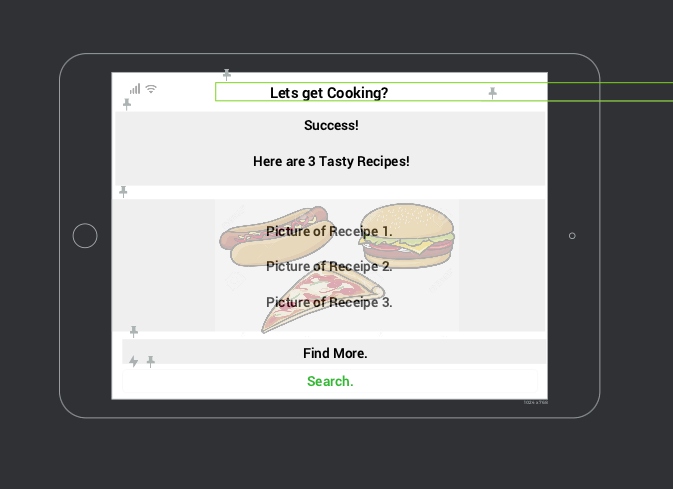 Lets get Cooking?
Success!
Here are 3 Tasty Recipes!
Picture of Receipe 1.
Picture of Receipe 2.
Picture of Receipe 3.
Find More.
Search.